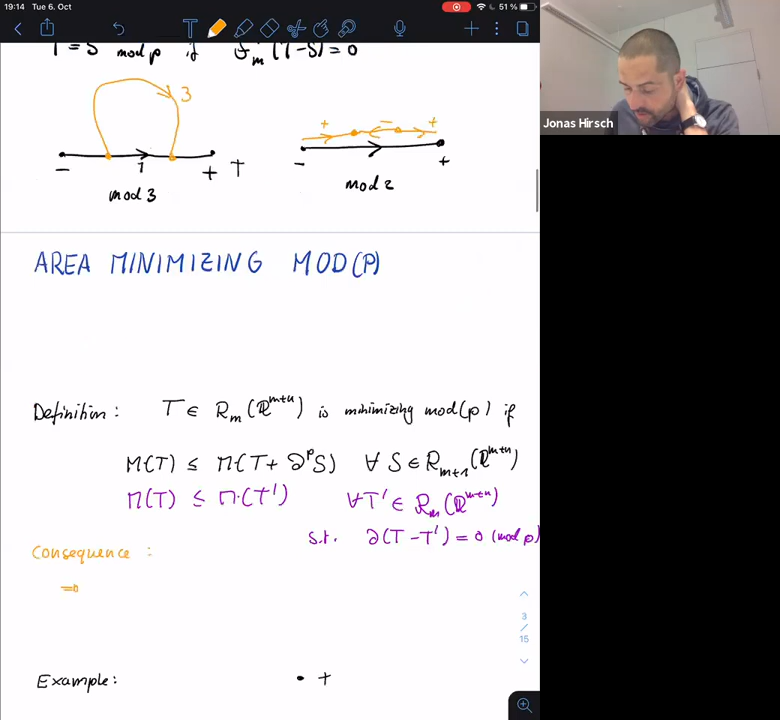 19:14 Tue 6. Oct
51 %
T = S mod p if (T-S) = 0
3
+ - +
1
- + T
- +
mod 3
mod 2
Jonas Hirsch
AREA MINIMIZING MOD(P)
Definition: T ∈ R_m(ℝ^{m+n}) is minimizing mod(p) if
M(T) ≤ M(T + ∂^p S) ∀ S ∈ R_{m+1}(ℝ^{m+n})
M(T) ≤ M(T') ∀ T' ∈ R_m(ℝ^{m+n})
s.t. ∂(T - T') = 0 (mod p)
Consequence :
3
/
15
Example: • +